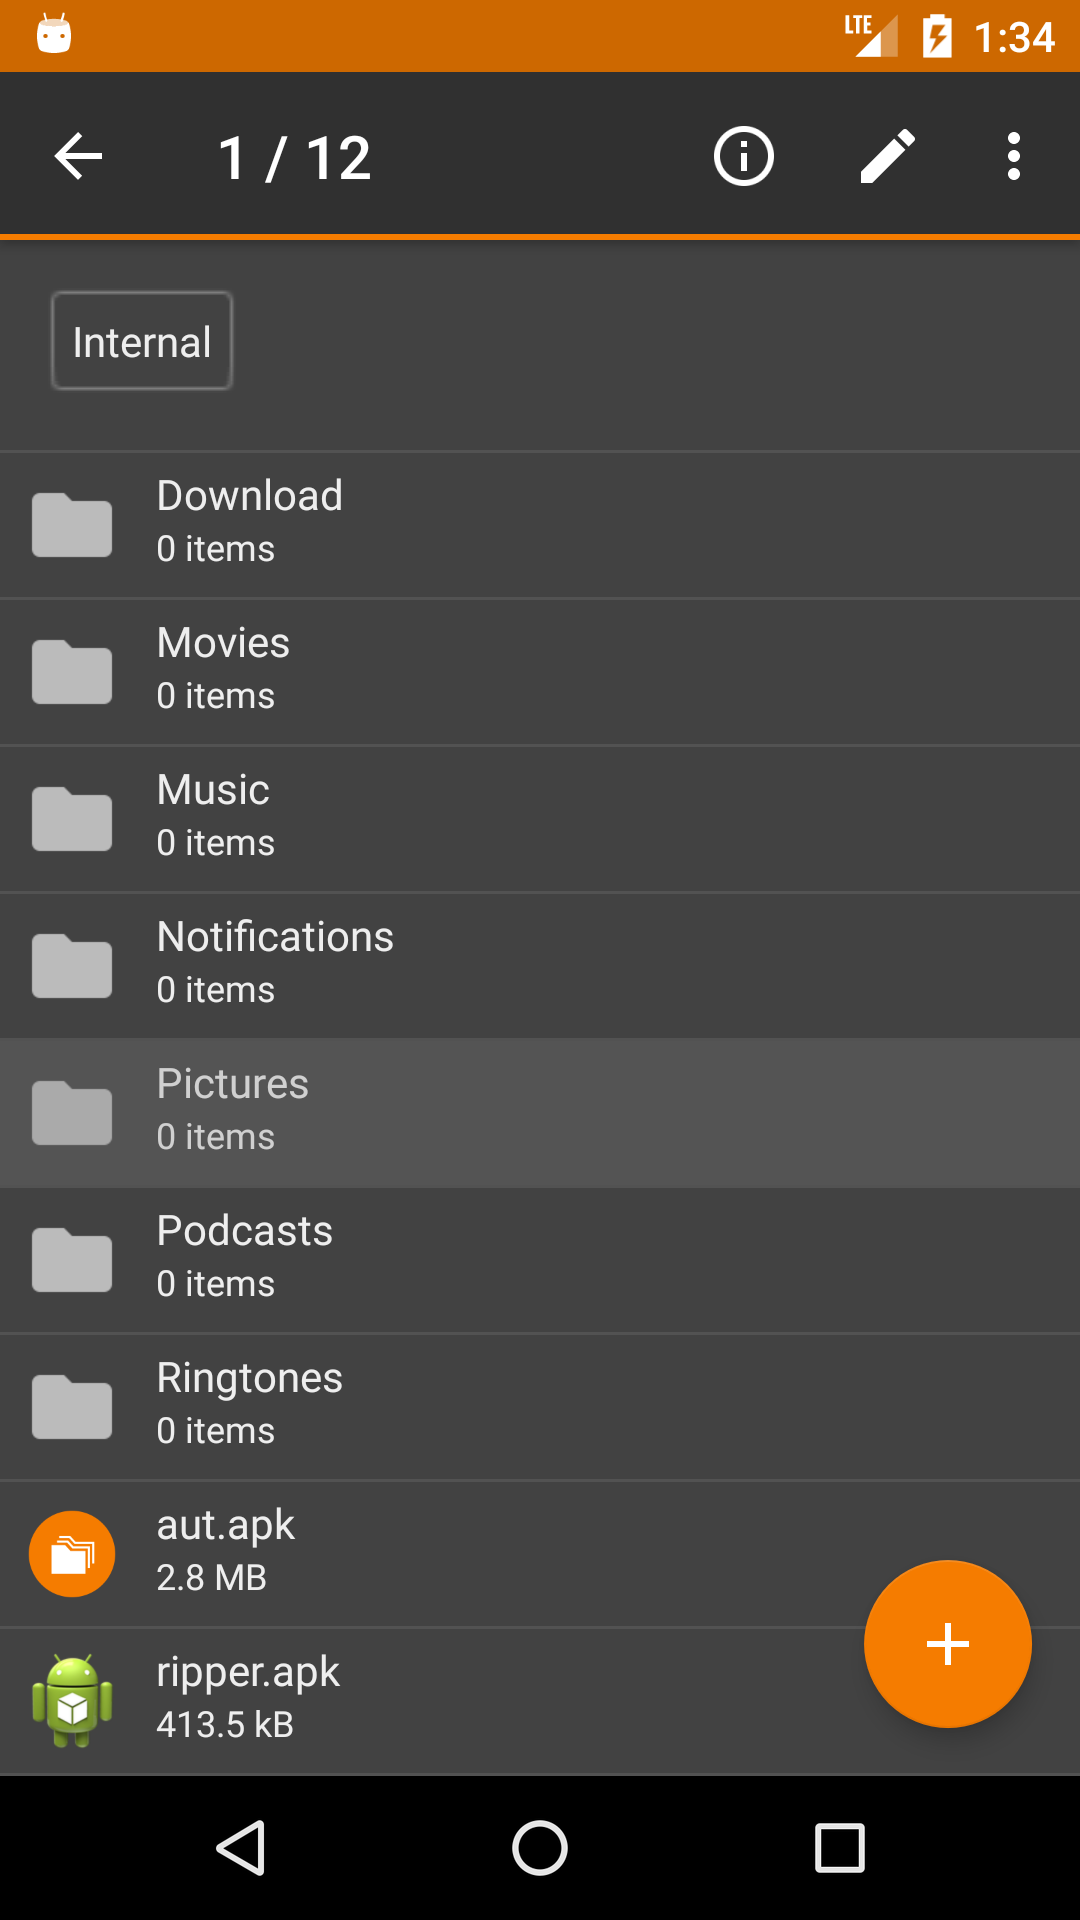 LTE 1:34
1 / 12
Internal
Download
0 items
Movies
0 items
Music
0 items
Notifications
0 items
Pictures
0 items
Podcasts
0 items
Ringtones
0 items
aut.apk
2.8 MB
ripper.apk
413.5 kB